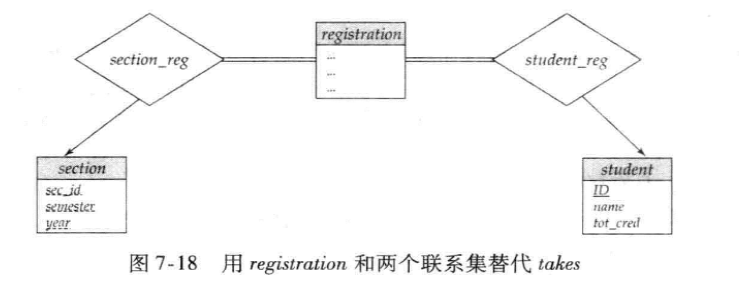 section_reg
registration
...
...
...
student_reg
section
sec_id
semester
year
student
ID
name
tot_cred
图 7-18 用 registration 和两个联系集替代 takes